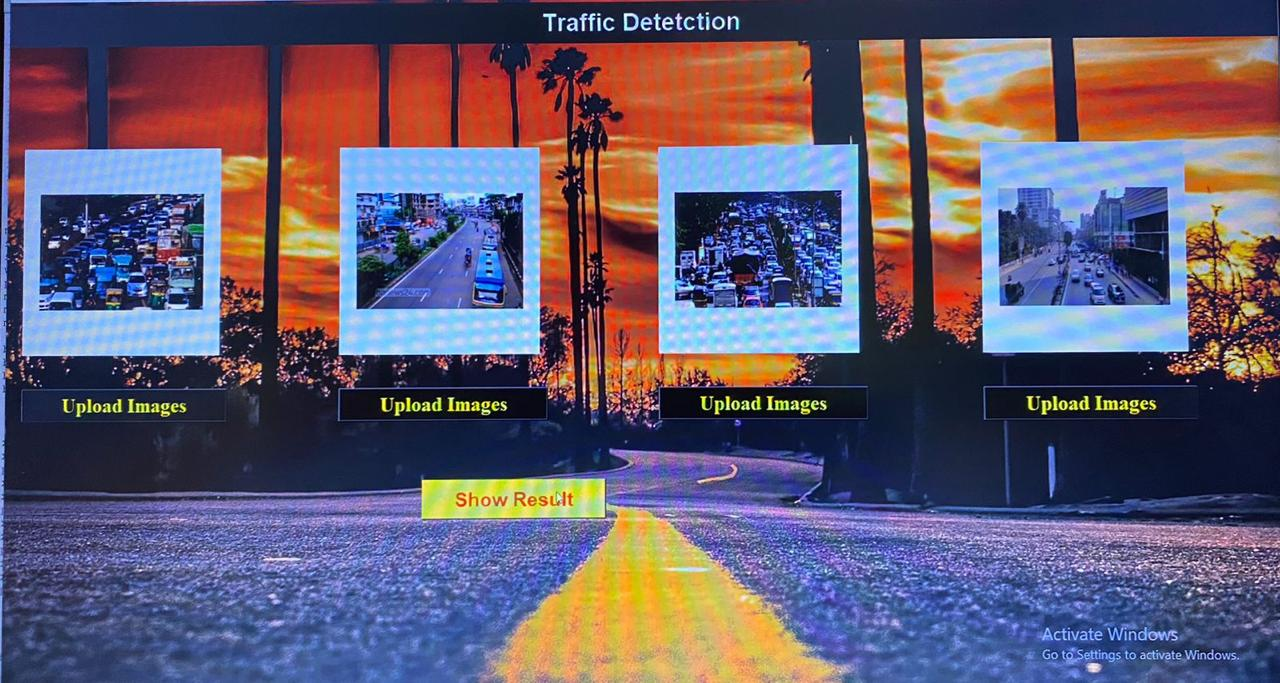 Traffic Detetction
Upload Images
Upload Images
Upload Images
Upload Images
Show Result
Activate Windows
Go to Settings to activate Windows.